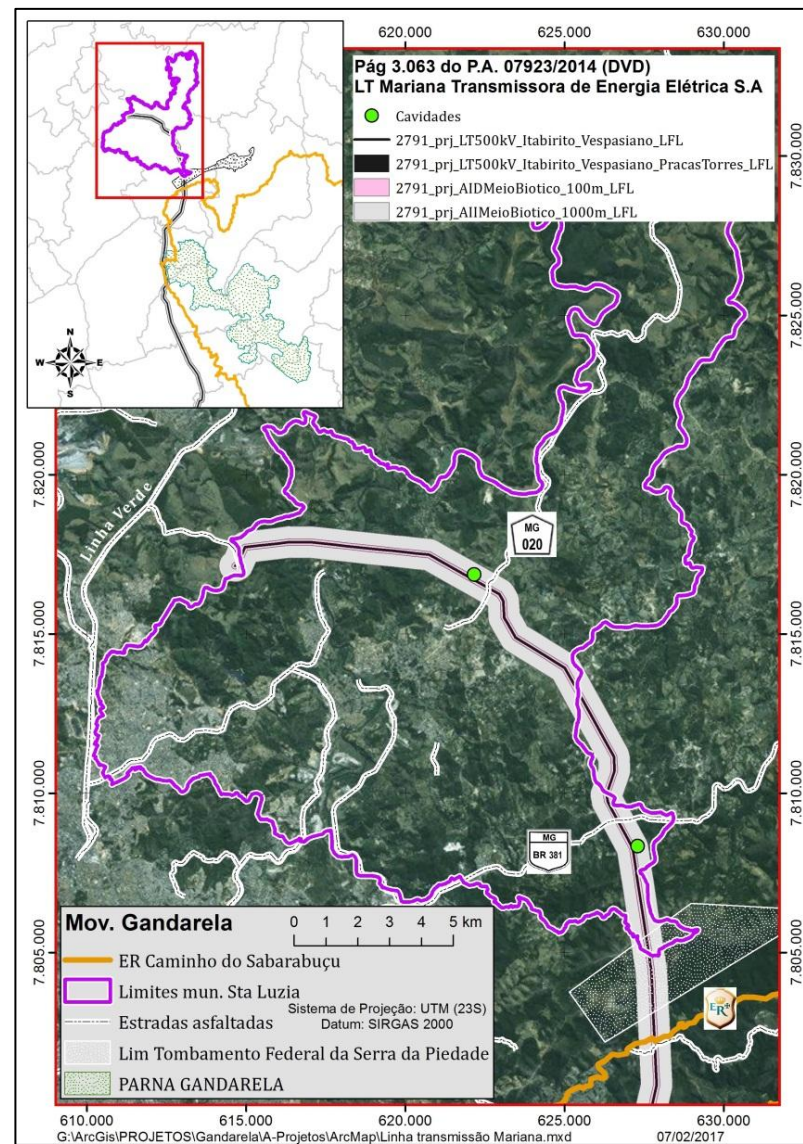 620.000 625.000 630.000
N
W E
S
Pág 3.063 do P.A. 07923/2014 (DVD)
LT Mariana Transmissora de Energia Elétrica S.A
Cavidades
2791_prj_LT500kV_Itabirito_Vespasiano_LFL
2791_prj_LT500kV_Itabirito_Vespasiano_PracasTorres_LFL
2791_prj_AIDMeioBiotico_100m_LFL
2791_prj_AIIMeioBiotico_1000m_LFL
7.830.000
7.825.000
7.820.000 7.820.000
Linha Verde
MG
020
7.815.000 7.815.000
7.810.000 7.810.000
MG
BR 381
7.805.000 7.805.000
Mov. Gandarela
0 1 2 3 4 5 km
ER Caminho do Sabarabuçu
Limites mun. Sta Luzia
Sistema de Projeção: UTM (23S)
Datum: SIRGAS 2000
Estradas asfaltadas
Lim Tombamento Federal da Serra da Piedade
PARNA GANDARELA
ER
610.000 615.000 620.000 625.000 630.000
G:\ArcGis\PROJETOS\Gandarela\A-Projetos\ArcMap\Linha transmissão Mariana.mxd 07/02/2017